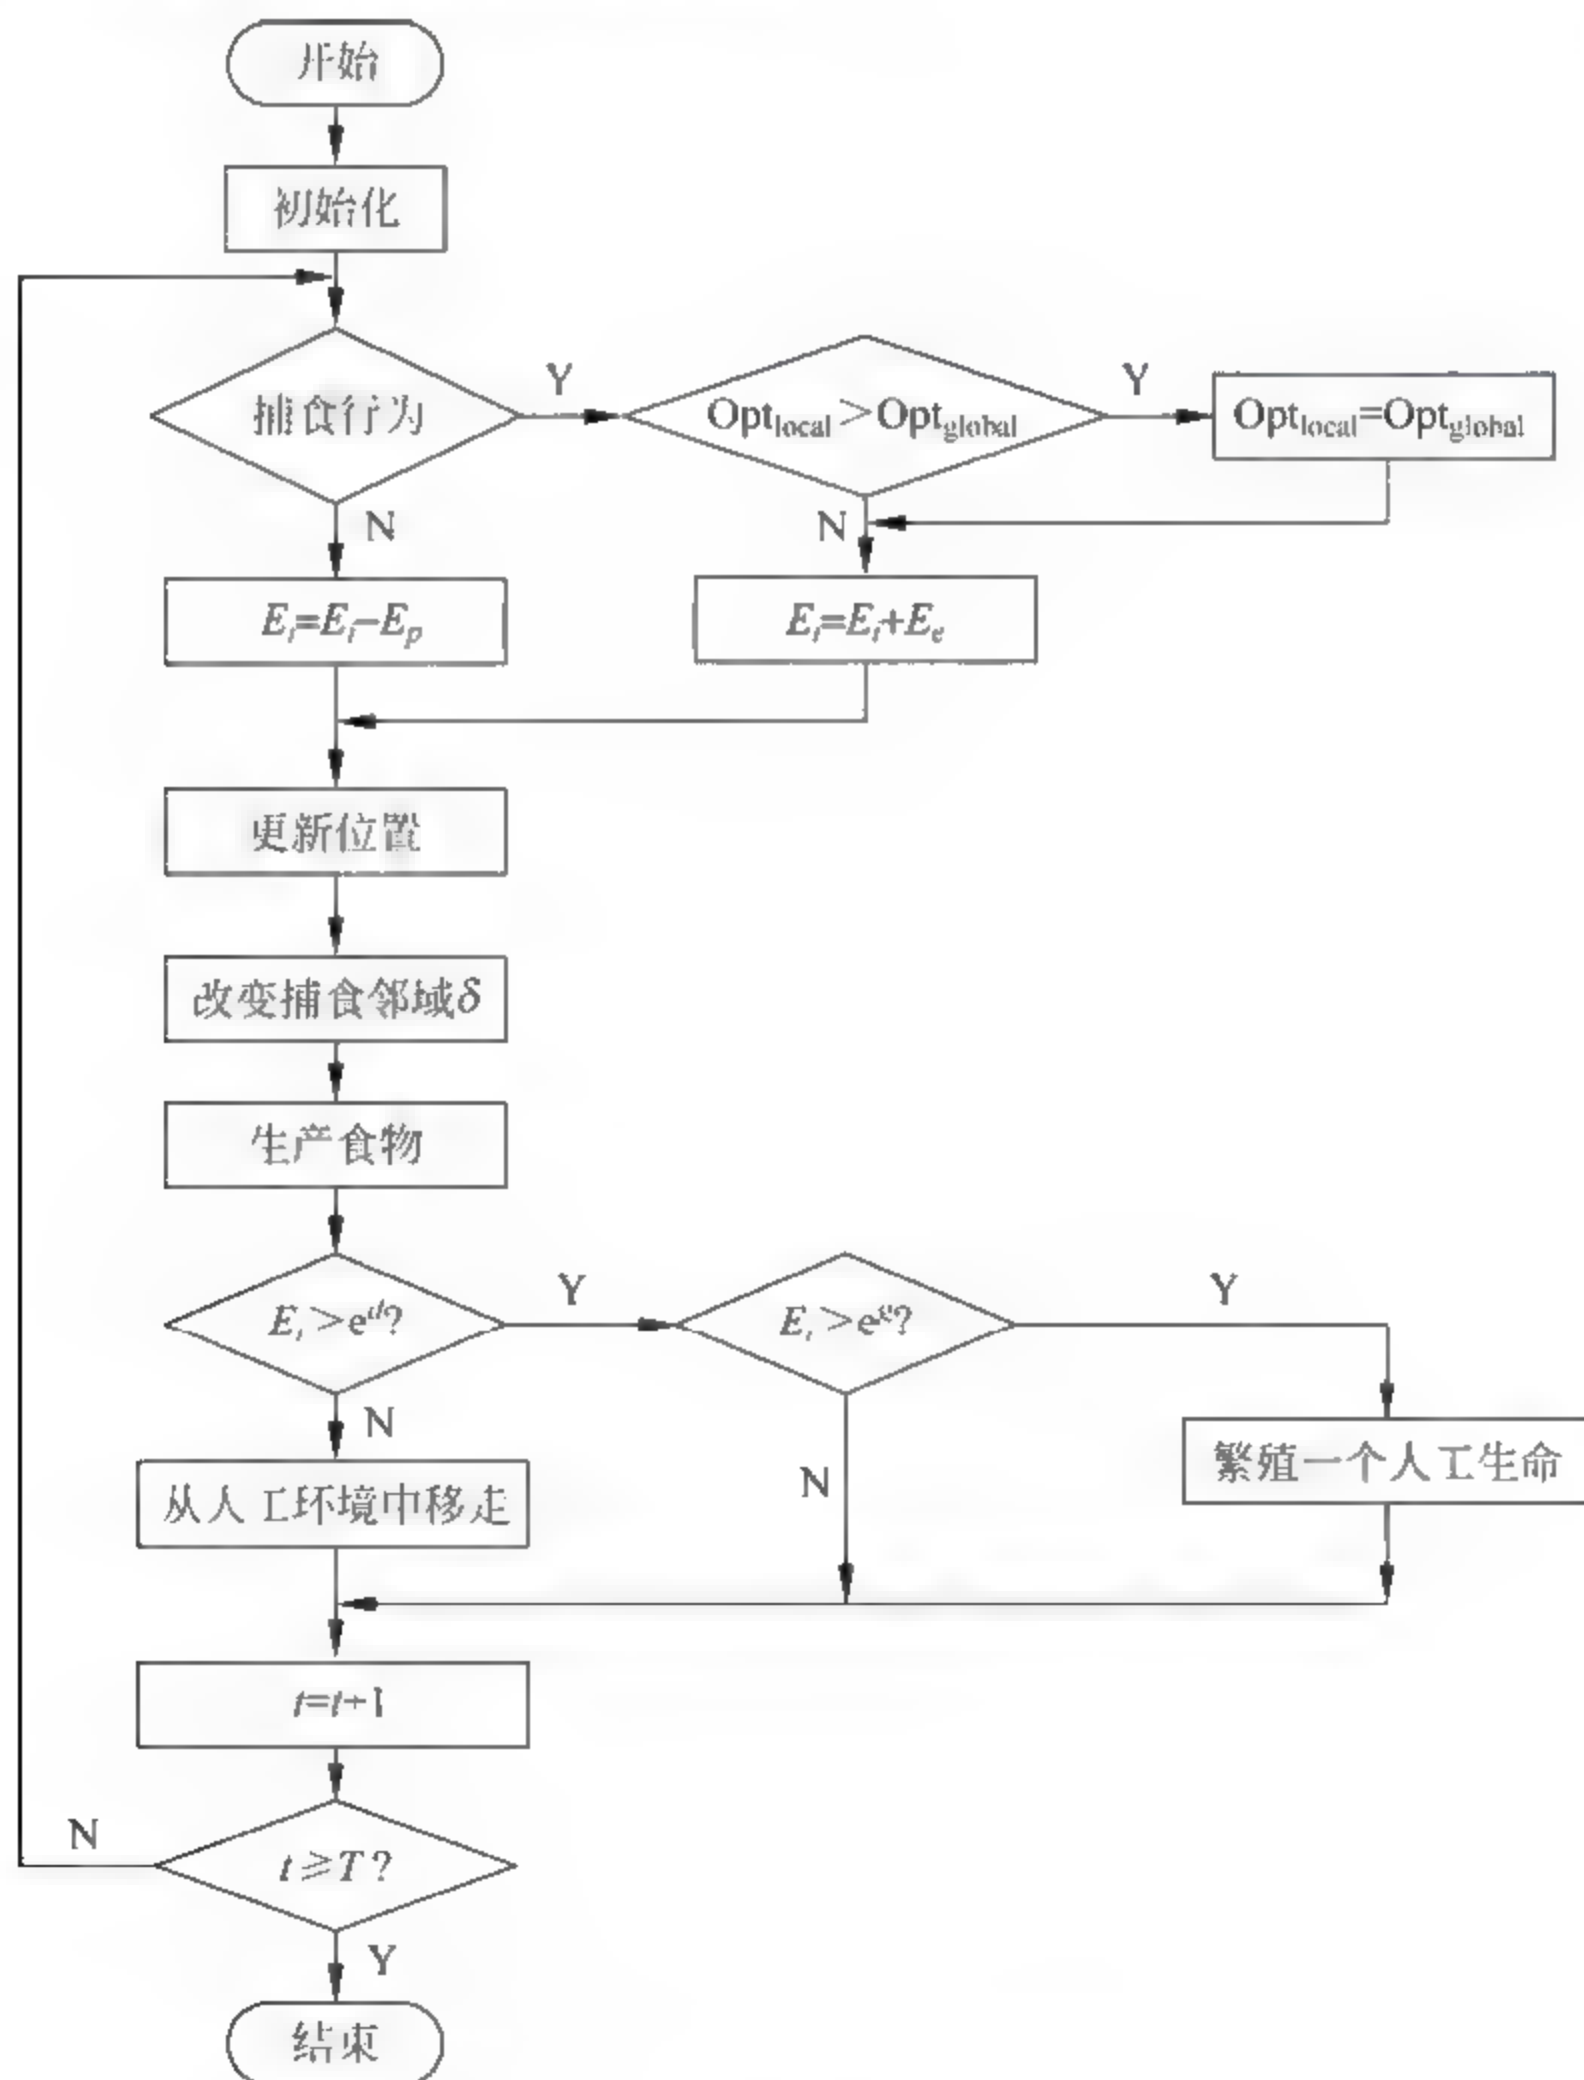 开始
初始化
捕食行为
Y
Opt_local>Opt_global
Y
Opt_local=Opt_global
N
N
E_i=E_i-E_p
E_i=E_i+E_e
更新位置
改变捕食邻域δ
生产食物
E_i>e^d?
Y
E_i>e^g?
Y
N
从人工环境中移走
N
繁殖一个人工生命
t=t+1
N
t≥T?
Y
结束